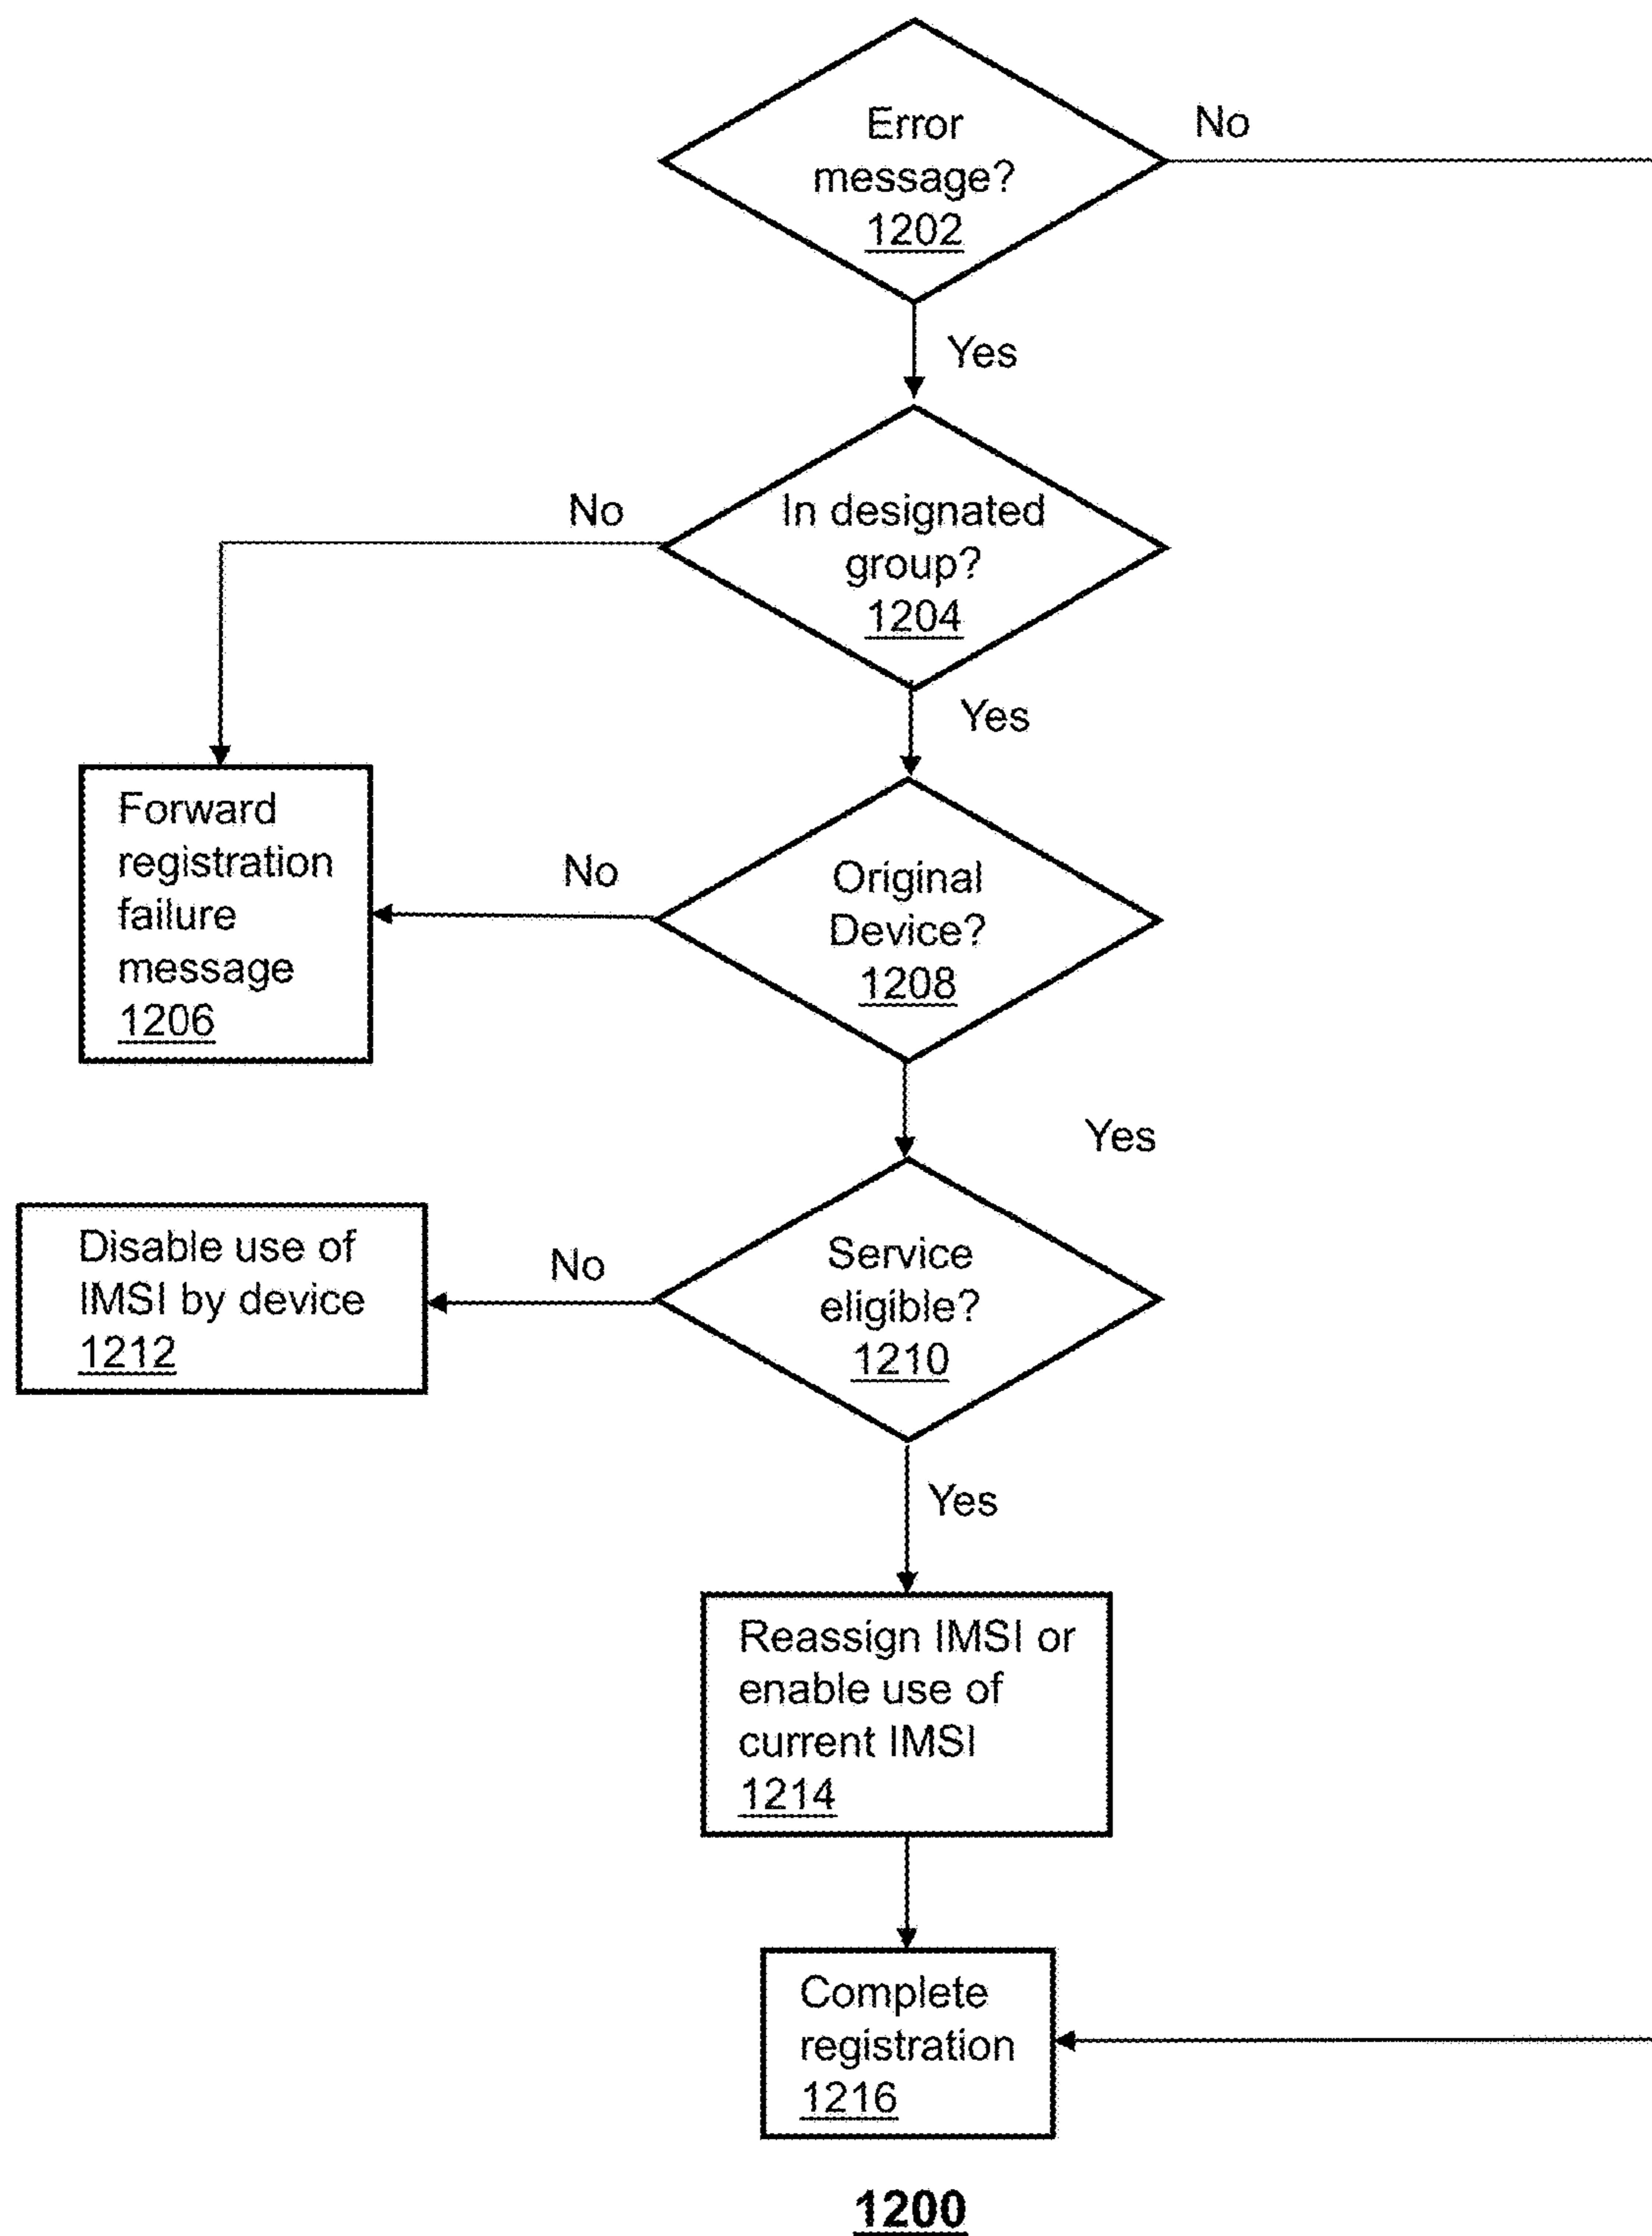 Error
message?
1202
No
Yes
In designated
group?
1204
No
Yes
Forward
registration
failure
message
1206
No
Original
Device?
1208
Yes
Disable use of
IMSI by device
1212
No
Service
eligible?
1210
Yes
Reassign IMSI or
enable use of
current IMSI
1214
Complete
registration
1216
1200